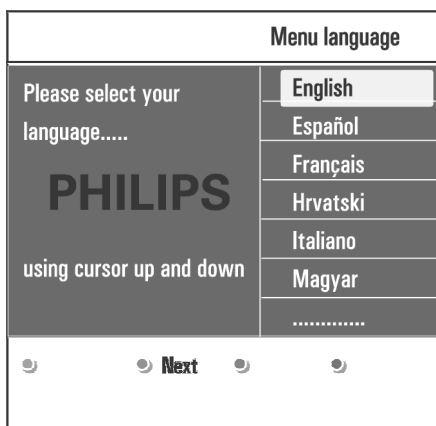 Menu language
Please select your
language.....
PHILIPS
using cursor up and down
English
Español
Français
Hrvatski
Italiano
Magyar
.............
Next